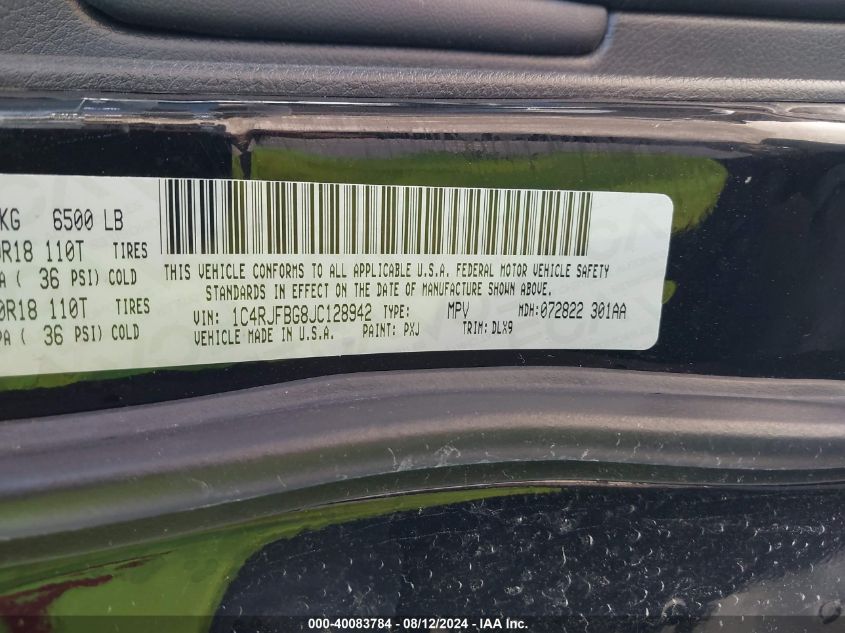 KG 6500 LB
0R18 110T TIRES
A ( 36 PSI) COLD
0R18 110T TIRES
PA ( 36 PSI) COLD
THIS VEHICLE CONFORMS TO ALL APPLICABLE U.S.A. FEDERAL MOTOR VEHICLE SAFETY
STANDARDS IN EFFECT ON THE DATE OF MANUFACTURE SHOWN ABOVE.
VIN: 1C4RJFBG8JC128942 TYPE: MPV MDH:072822 301AA
VEHICLE MADE IN U.S.A. PAINT: PXJ TRIM: DLX9
000-40083784 - 08/12/2024 - IAA Inc.